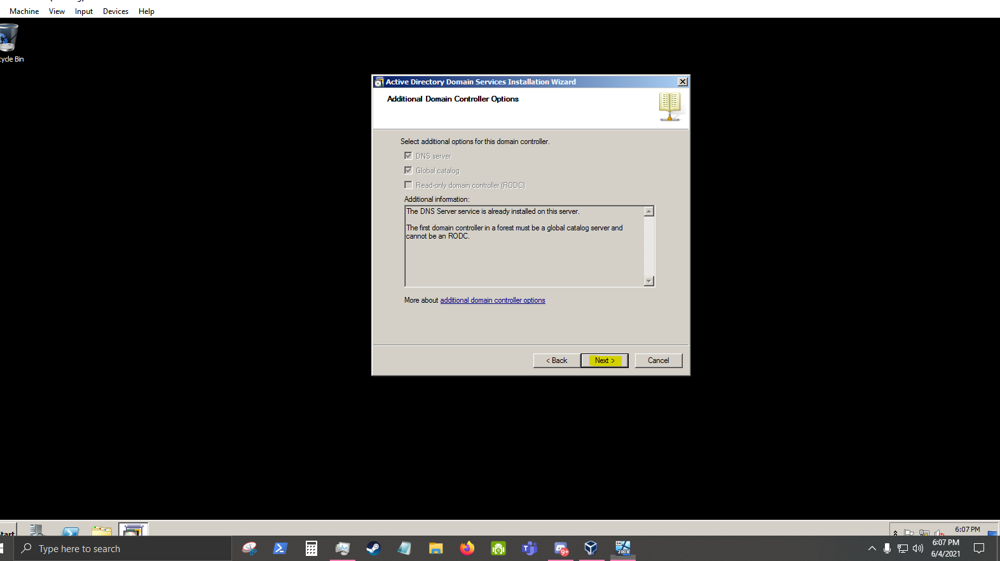 Machine View Input Devices Help
cycle Bin
Active Directory Domain Services Installation Wizard
Additional Domain Controller Options
Select additional options for this domain controller.
DNS server
Global catalog
Read-only domain controller (RODC)
Additional information:
The DNS Server service is already installed on this server.
The first domain controller in a forest must be a global catalog server and
cannot be an RODC.
More about additional domain controller options
< Back Next > Cancel
tart
6:07 PM
Type here to search
9+
64
2008
6:07 PM
6/4/2021